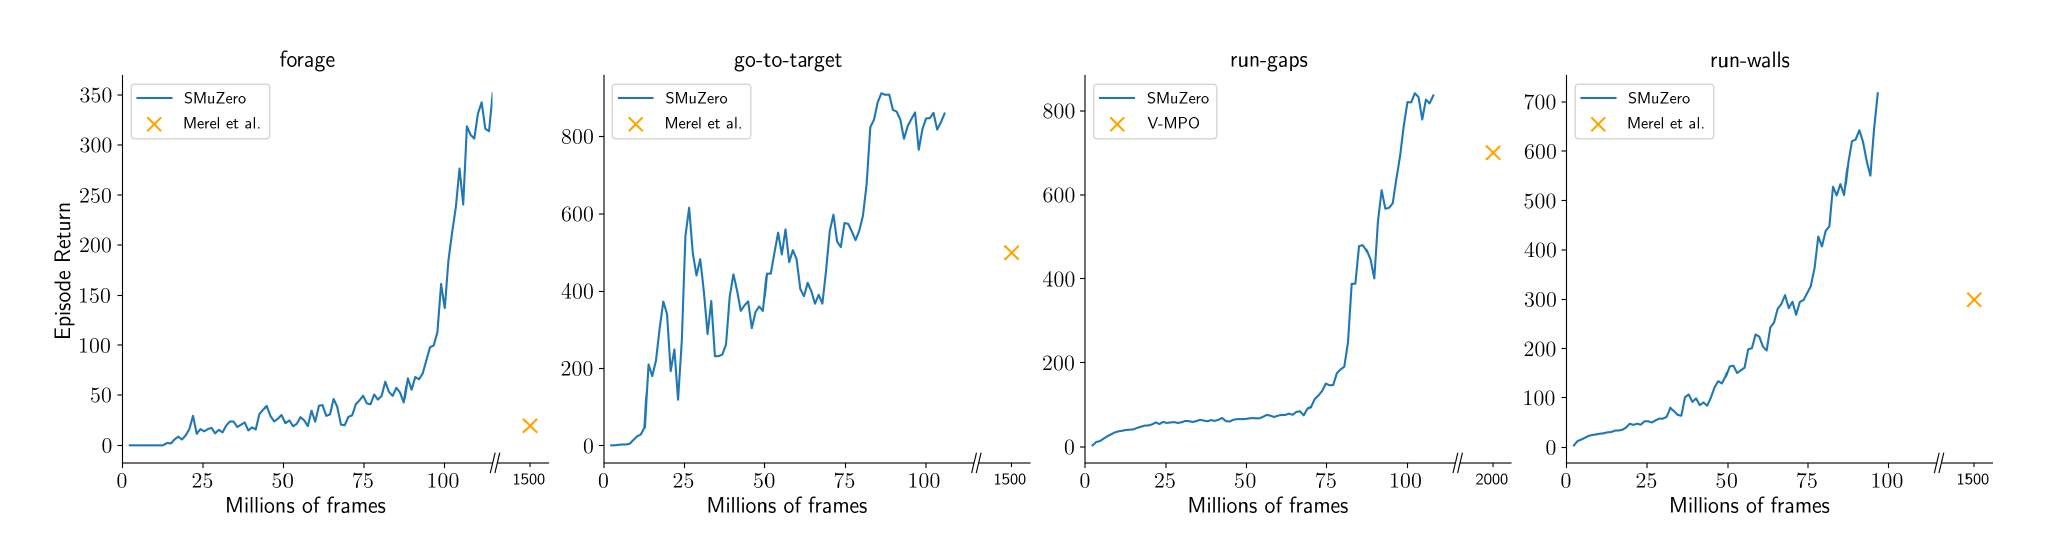 forage
SMuZero
Merel et al.
Episode Return
350
300
250
200
150
100
50
0
0 25 50 75 100 1500
Millions of frames
go-to-target
SMuZero
Merel et al.
800
600
400
200
0
0 25 50 75 100 1500
Millions of frames
run-gaps
SMuZero
V-MPO
800
600
400
200
0
0 25 50 75 100 2000
Millions of frames
run-walls
SMuZero
Merel et al.
700
600
500
400
300
200
100
0
0 25 50 75 100 1500
Millions of frames